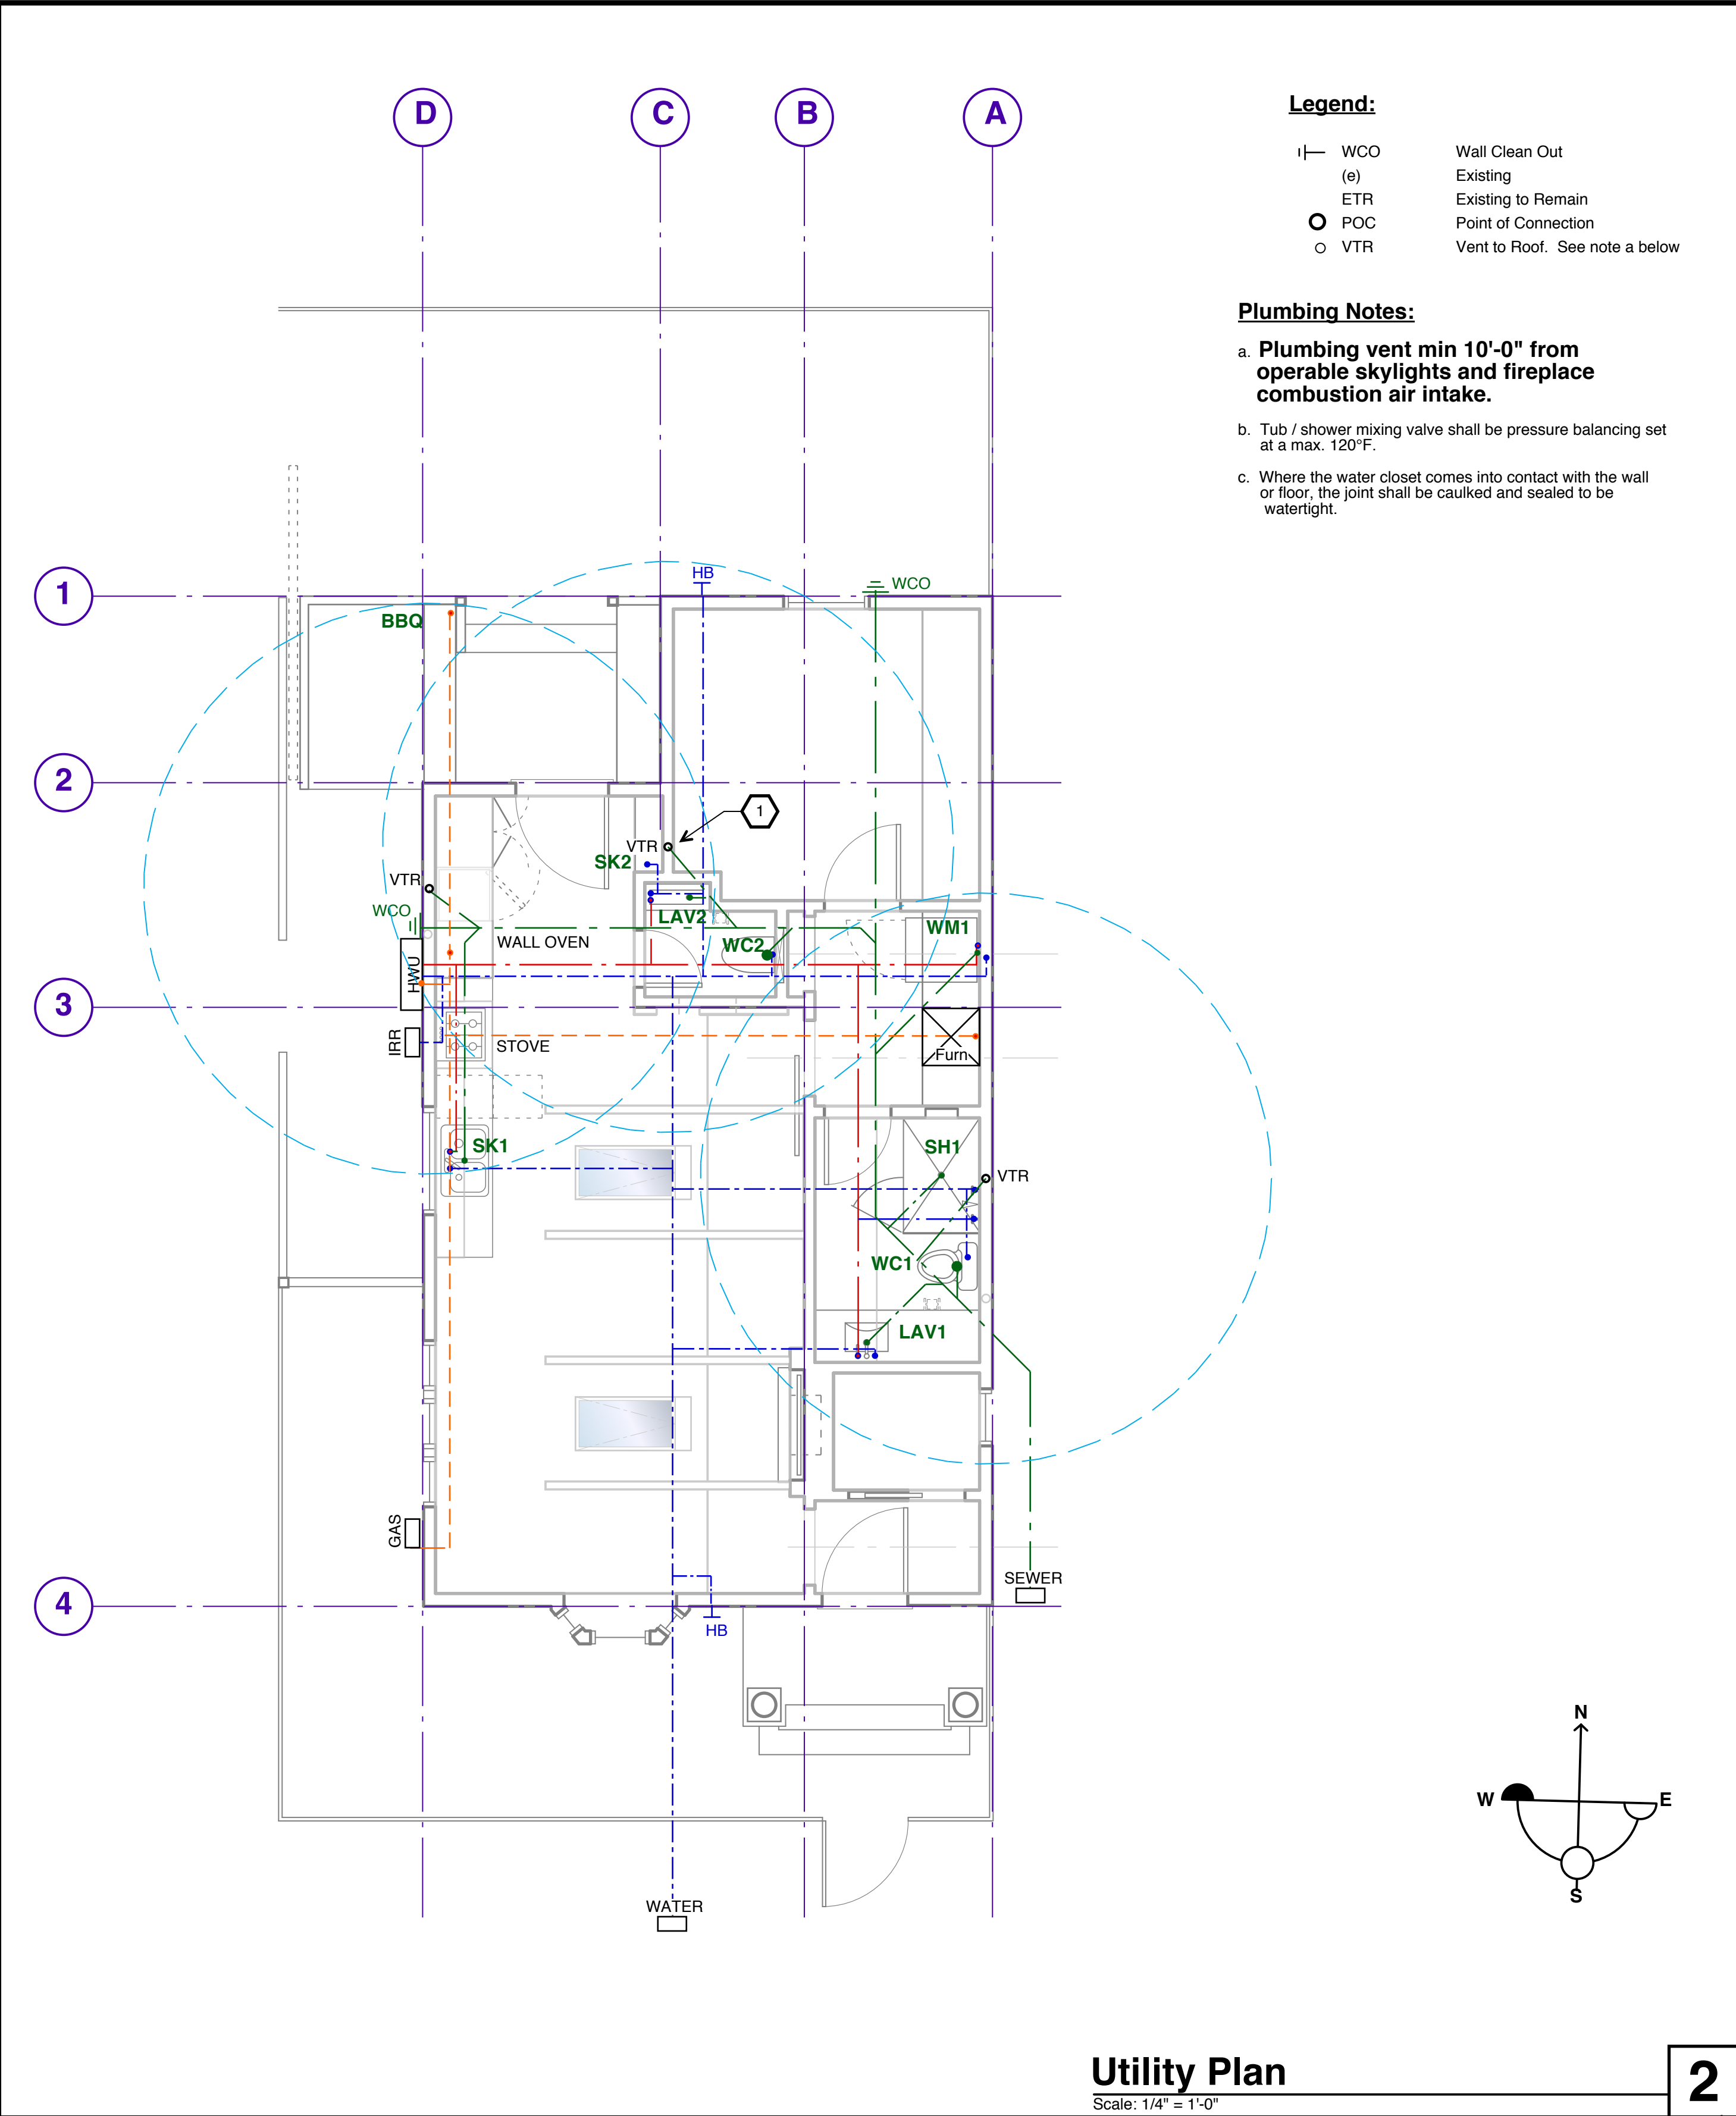 D
C
B
A
Legend:
WCO Wall Clean Out
(e) Existing
ETR Existing to Remain
POC Point of Connection
VTR Vent to Roof. See note a below
Plumbing Notes:
a. Plumbing vent min 10'-0" from
operable skylights and fireplace
combustion air intake.
b. Tub / shower mixing valve shall be pressure balancing set
at a max. 120°F.
c. Where the water closet comes into contact with the wall
or floor, the joint shall be caulked and sealed to be
watertight.
1
HB
WCO
BBQ
2
1
VTR
SK2
VTR
WCO
LAV2
WM1
WALL OVEN
WC2
HWU
3
IRR
STOVE
Furn
SK1
SH1
VTR
WC1
LAV1
GAS
SEWER
4
HB
WATER
N
W
E
S
Utility Plan
Scale: 1/4" = 1'-0"
2